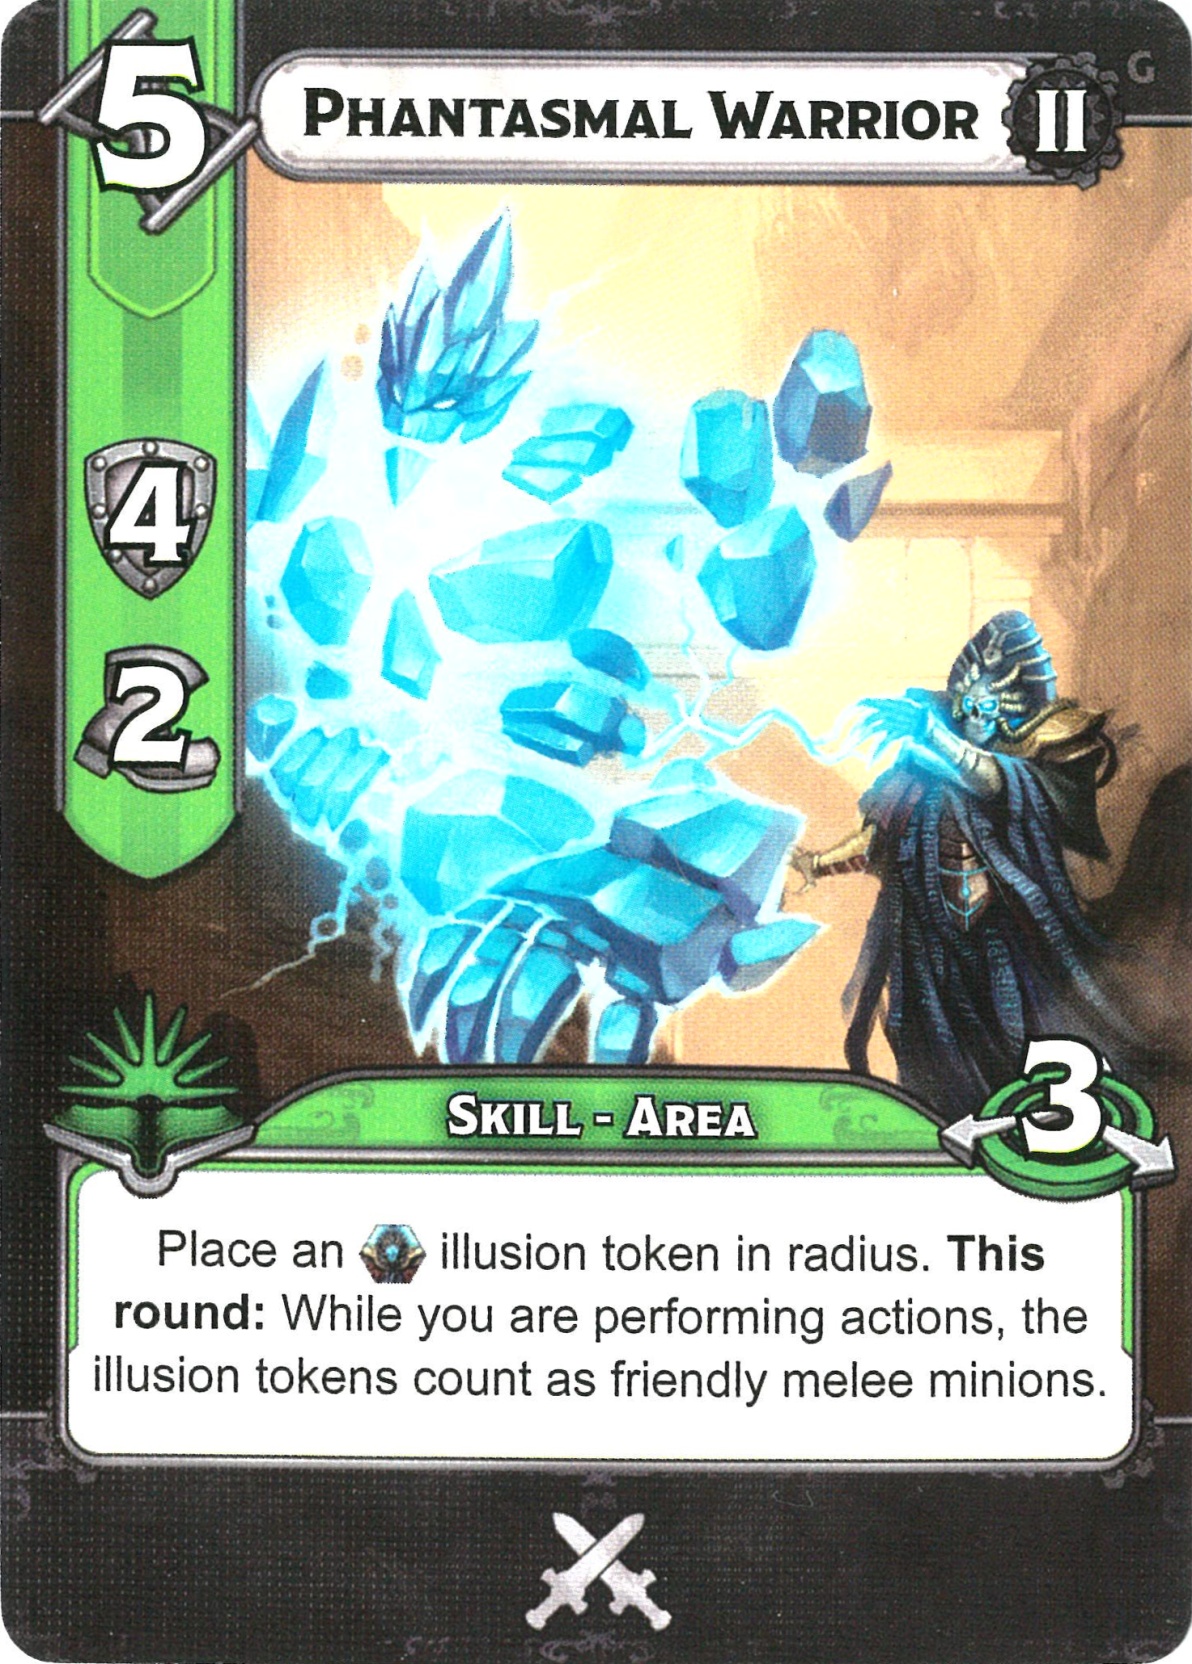 5
PHANTASMAL WARRIOR
II
G
4
2
SKILL - AREA
3
Place an illusion token in radius. This
round: While you are performing actions, the
illusion tokens count as friendly melee minions.